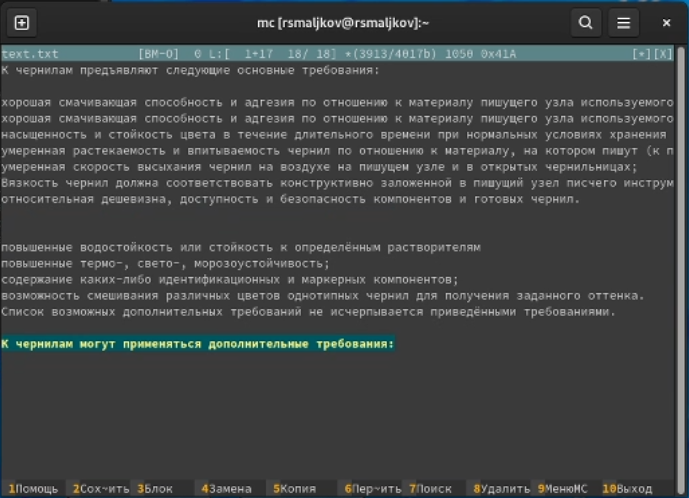 mc [rsmaljkov@rsmaljkov]:~
text.txt [BM-O] 0 L:[ 1+17 18/ 18] *(3913/4017b) 1050 0x41A [*][X]
К чернилам предъявляют следующие основные требования:
хорошая смачивающая способность и адгезия по отношению к материалу пишущего узла используемого
хорошая смачивающая способность и адгезия по отношению к материалу пишущего узла используемого
насыщенность и стойкость цвета в течение длительного времени при нормальных условиях хранения
умеренная растекаемость и впитываемость чернил по отношению к материалу, на котором пишут (к п
умеренная скорость высыхания чернил на воздухе на пишущем узле и в открытых чернильницах;
Вязкость чернил должна соответствовать конструктивно заложенной в пишущий узел писчего инструм
относительная дешевизна, доступность и безопасность компонентов и готовых чернил.
повышенные водостойкость или стойкость к определённым растворителям
повышенные термо-, свето-, морозоустойчивость;
содержание каких-либо идентификационных и маркерных компонентов;
возможность смешивания различных цветов однотипных чернил для получения заданного оттенка.
Список возможных дополнительных требований не исчерпывается приведёнными требованиями.
К чернилам могут применяться дополнительные требования:
1Помощь 2Сох~ить 3Блок 4Замена 5Копия 6Пер~ить 7Поиск 8Удалить 9МенюМС 10Выход